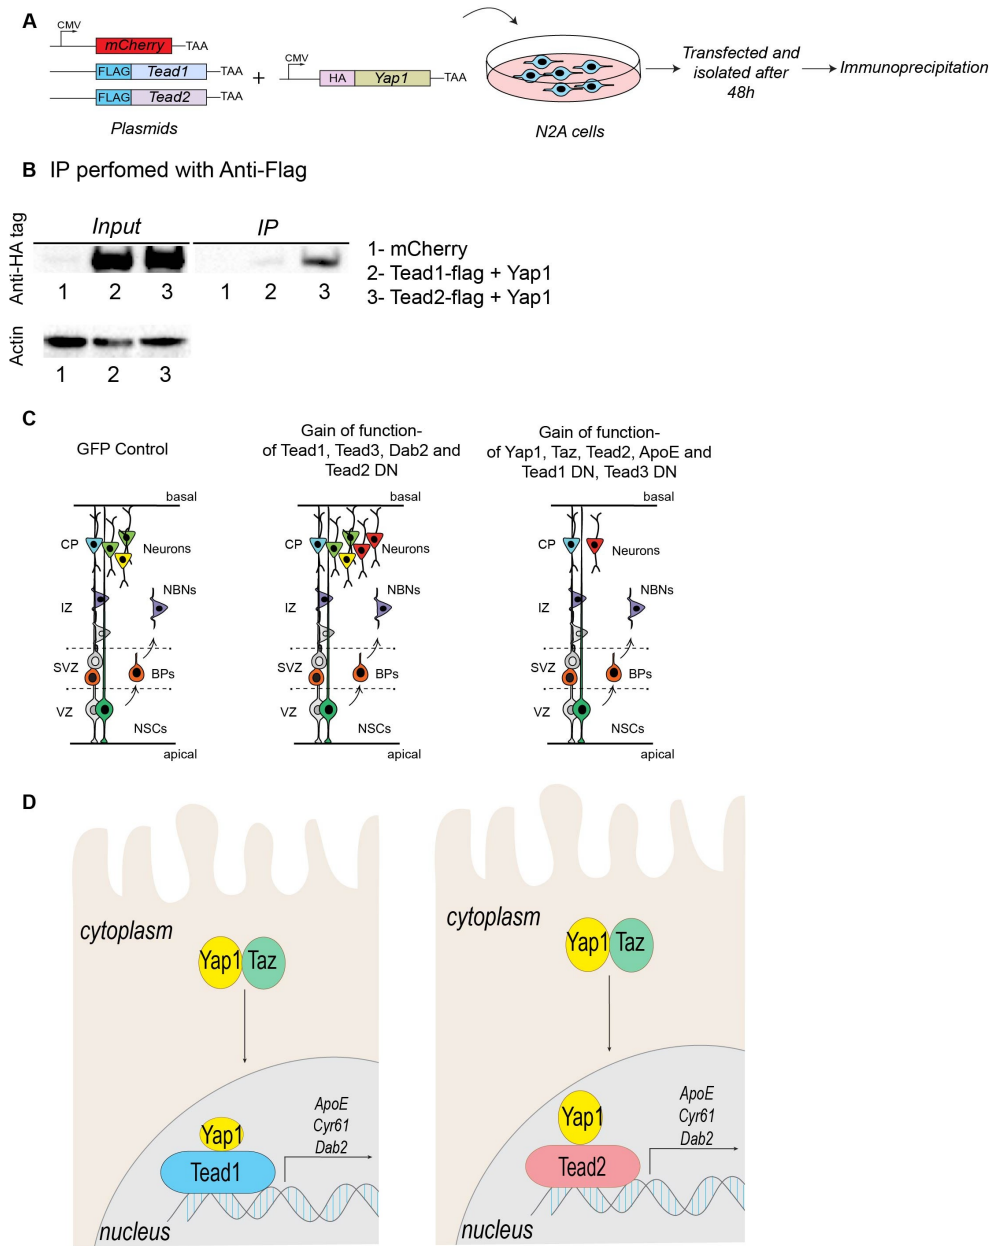 A
CMV
mCherry
TAA
FLAG Tead1
TAA
FLAG Tead2
TAA
Plasmids
+
CMV
HA Yap1
TAA
N2A cells
Transfected and
isolated after
48h
Immunoprecipitation
B IP perfomed with Anti-Flag
Anti-HA tag
Input
IP
1 2 3
1 2 3
1- mCherry
2- Tead1-flag + Yap1
3- Tead2-flag + Yap1
Actin
1 2 3
C
GFP Control
basal
CP
Neurons
NBNs
IZ
SVZ
BPs
VZ
NSCs
apical
Gain of function-
of Tead1, Tead3, Dab2 and
Tead2 DN
basal
CP
Neurons
NBNs
IZ
SVZ
BPs
VZ
NSCs
apical
Gain of function-
of Yap1, Taz, Tead2, ApoE and
Tead1 DN, Tead3 DN
basal
CP
Neurons
NBNs
IZ
SVZ
BPs
VZ
NSCs
apical
D
cytoplasm
Yap1 Taz
ApoE
Cyr61
Dab2
Yap1
Tead1
nucleus
cytoplasm
Yap1 Taz
ApoE
Cyr61
Dab2
Yap1
Tead2
nucleus